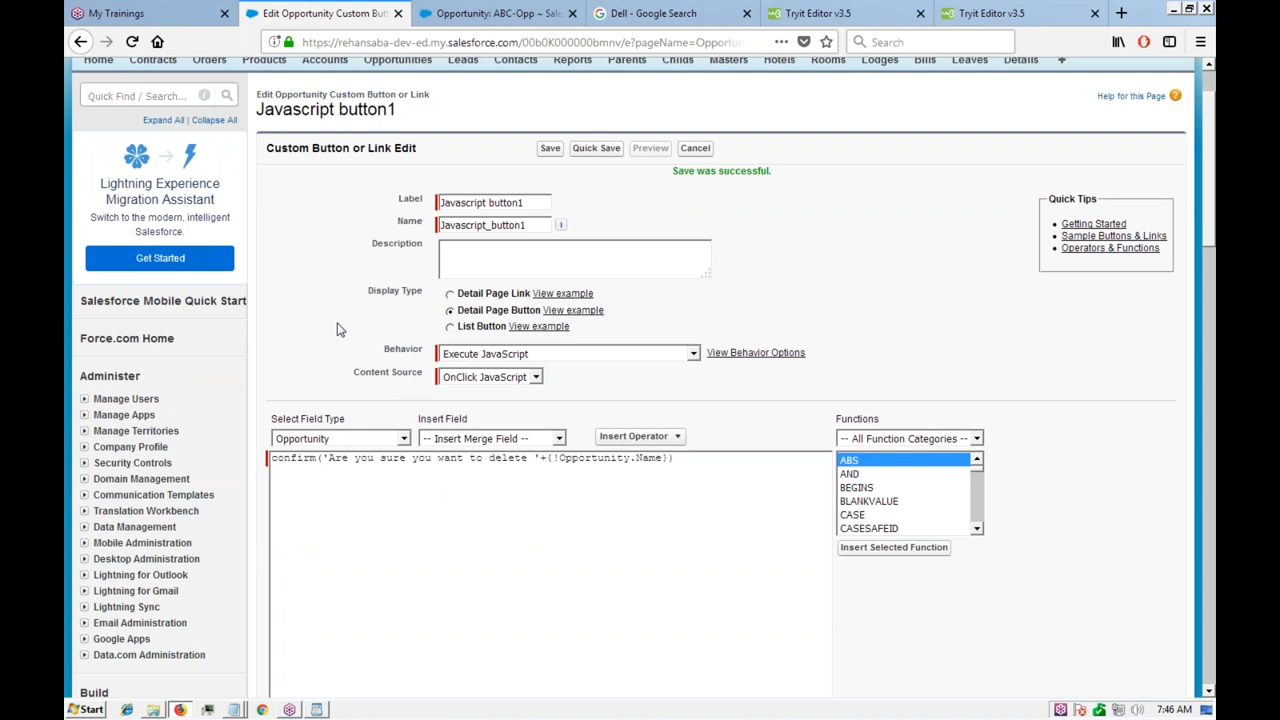 My Trainings
Edit Opportunity Custom But
Opportunity: ABC-Opp ~ Sale
Dell - Google Search
Tryit Editor v3.5
Tryit Editor v3.5
https://rehansaba-dev-ed.my.salesforce.com/00b0K000000bmnv/e?pageName=Opportu
Search
Home Contracts Orders Products Accounts Opportunities Leads Contacts Reports Parents Childs Masters Hotels Rooms Lodges Bills Leaves Details +
Quick Find / Search...
Expand All | Collapse All
Lightning Experience
Migration Assistant
Switch to the modern, intelligent
Salesforce.
Get Started
Salesforce Mobile Quick Start
Force.com Home
Administer
Manage Users
Manage Apps
Manage Territories
Company Profile
Security Controls
Domain Management
Communication Templates
Translation Workbench
Data Management
Mobile Administration
Desktop Administration
Lightning for Outlook
Lightning for Gmail
Lightning Sync
Email Administration
Google Apps
Data.com Administration
Build
Edit Opportunity Custom Button or Link
Javascript button1
Help for this Page
Custom Button or Link Edit
Save Quick Save Preview Cancel
Save was successful.
Label Javascript button1
Name Javascript_button1
Description
Display Type
Detail Page Link View example
Detail Page Button View example
List Button View example
Behavior Execute JavaScript View Behavior Options
Content Source OnClick JavaScript
Quick Tips
Getting Started
Sample Buttons & Links
Operators & Functions
Select Field Type
Opportunity
Insert Field
-- Insert Merge Field --
Insert Operator
confirm('Are you sure you want to delete '+{!Opportunity.Name})
Functions
-- All Function Categories --
ABS
AND
BEGINS
BLANKVALUE
CASE
CASESAFEID
Insert Selected Function
Start
7:46 AM